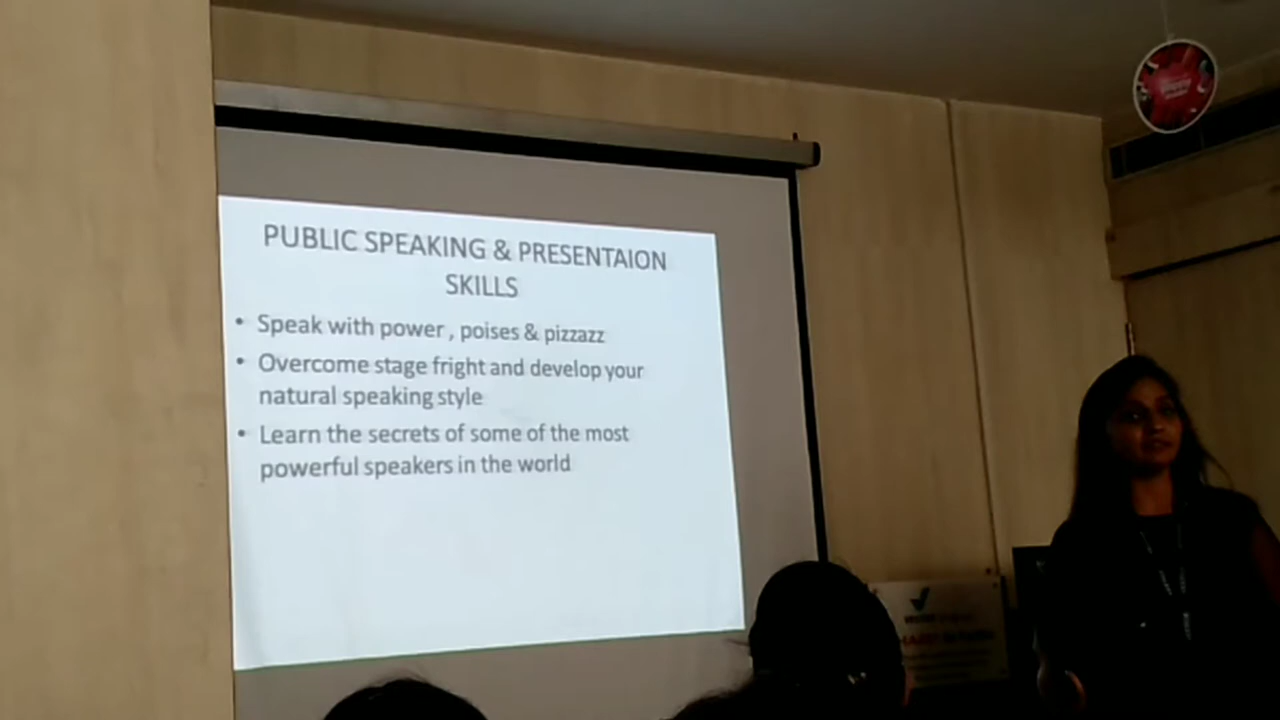 PUBLIC SPEAKING & PRESENTAION
SKILLS
• Speak with power , poises & pizzazz
• Overcome stage fright and develop your
natural speaking style
• Learn the secrets of some of the most
powerful speakers in the world